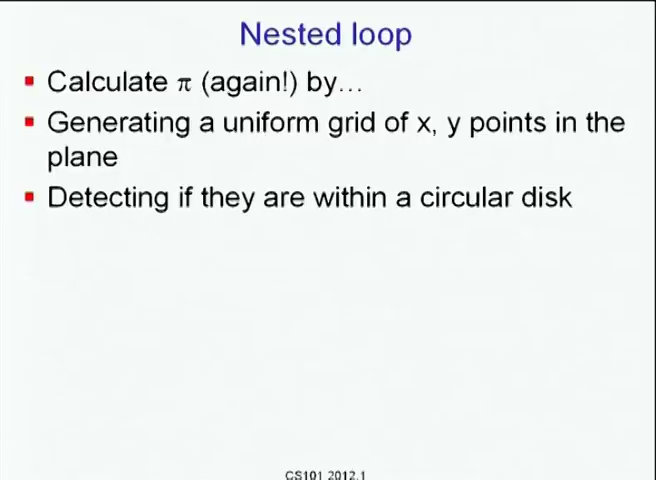 Nested loop
Calculate π (again!) by...
Generating a uniform grid of x, y points in the
plane
Detecting if they are within a circular disk
CS101 2012.1